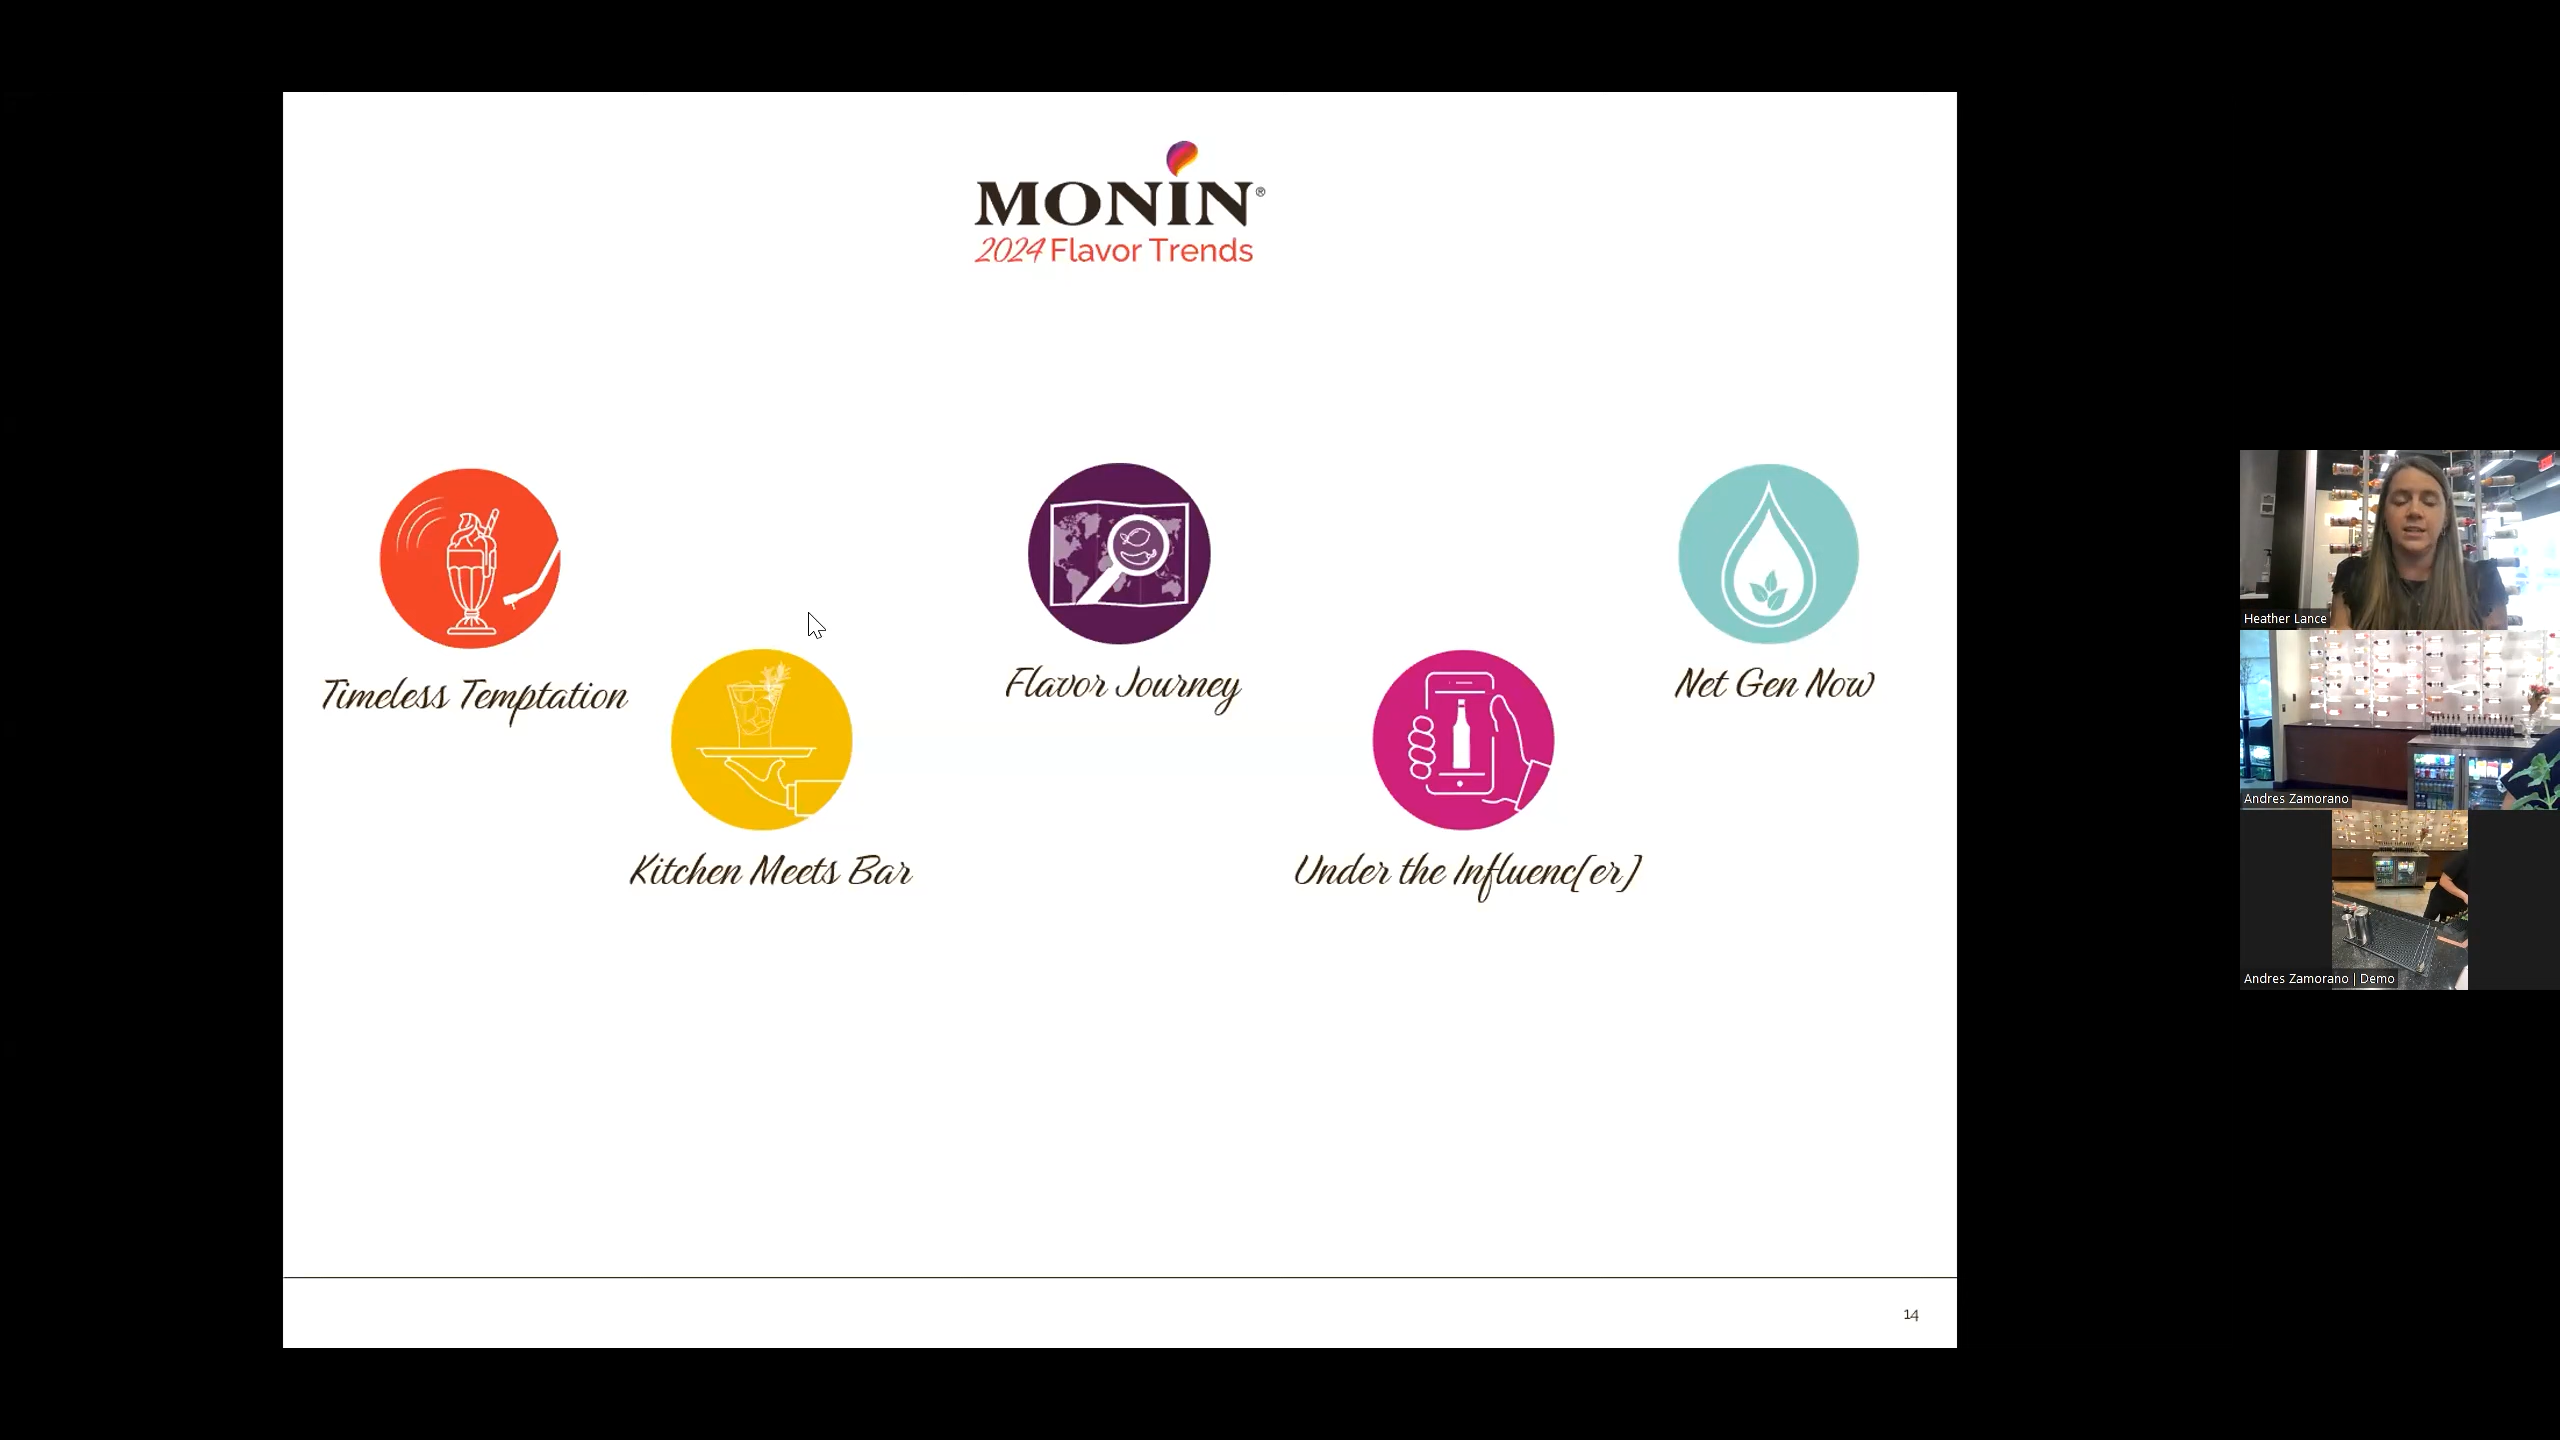 MONIN®
2024 Flavor Trends
Timeless Temptation
Kitchen Meets Bar
Flavor Journey
Under the Influenc[er]
Net Gen Now
14
Heather Lance
Andres Zamorano
Andres Zamorano | Demo